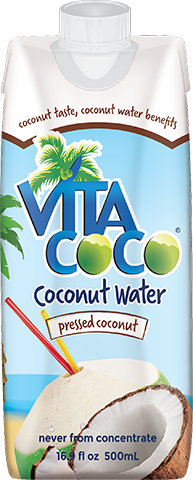 coconut taste, coconut water benefits
VITA
COCO©
Coconut Water
pressed coconut
never from concentrate
16.9 fl oz 500mL